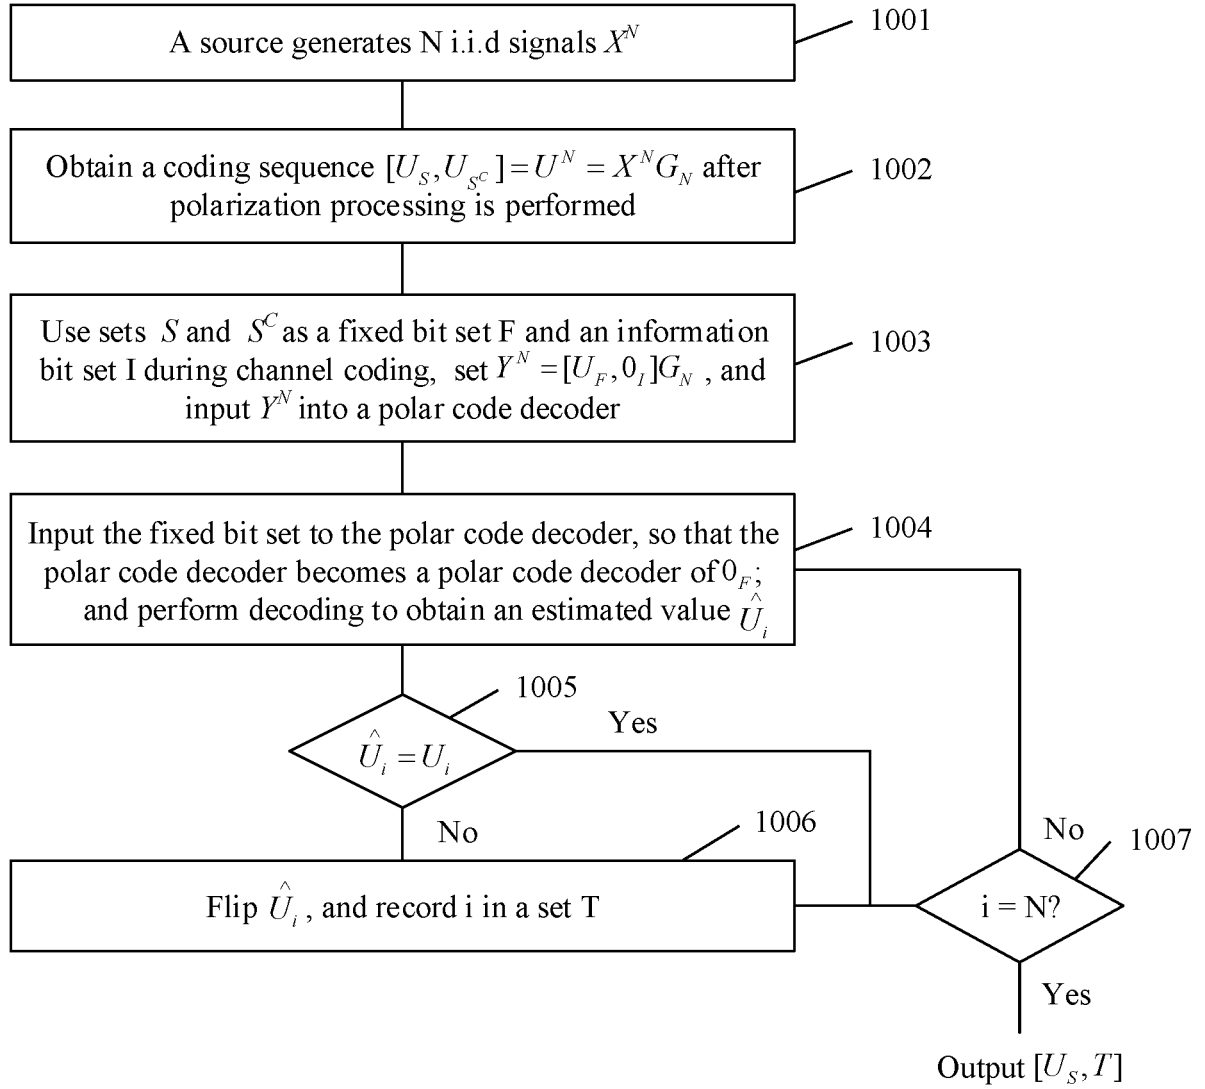 A source generates N i.i.d signals X^N
1001
Obtain a coding sequence [U_S, U_{S^C}] = U^N = X^N G_N after
polarization processing is performed
1002
Use sets S and S^C as a fixed bit set F and an information
bit set I during channel coding, set Y^N = [U_F, 0_I]G_N , and
input Y^N into a polar code decoder
1003
Input the fixed bit set to the polar code decoder, so that the
polar code decoder becomes a polar code decoder of 0_F;
and perform decoding to obtain an estimated value Û_i
1004
1005
Û_i = U_i
Yes
No
1006
Flip Û_i , and record i in a set T
No
1007
i = N?
Yes
Output [U_S, T]